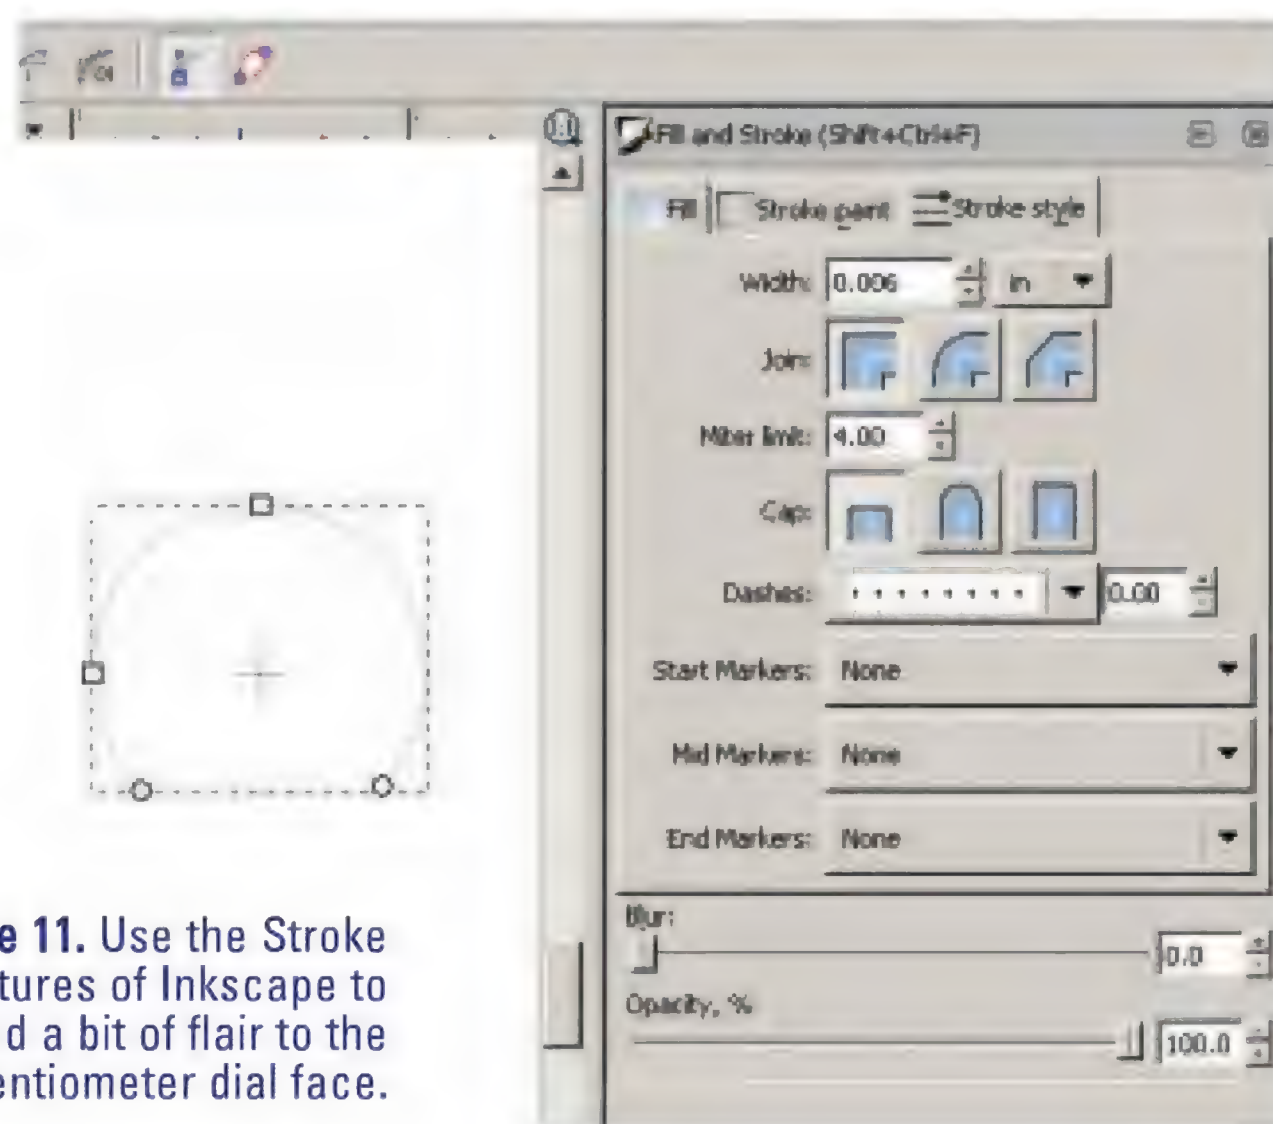 Fill and Stroke (Shift+Ctrl+F)
Fill Stroke paint Stroke style
Width: 0.006 in
Join:
Miter limit: 4.00
Cap:
Dashes: 0.00
Start Markers: None
Mid Markers: None
End Markers: None
Blur:
0.0
Opacity, %
100.0
e 11. Use the Stroke
tures of Inkscape to
d a bit of flair to the
entiometer dial face.